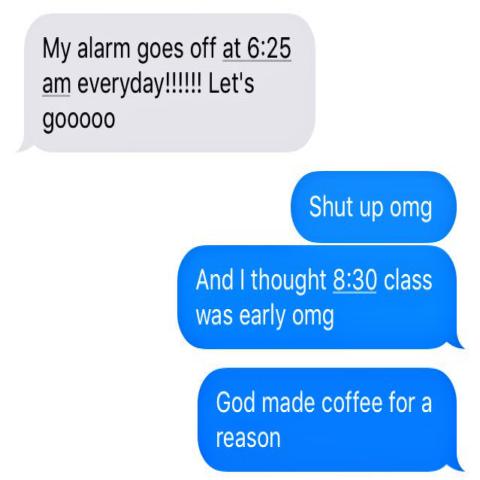 My alarm goes off at 6:25
am everyday!!!!!! Let's
gooooo
Shut up omg
And I thought 8:30 class
was early omg
God made coffee for a
reason